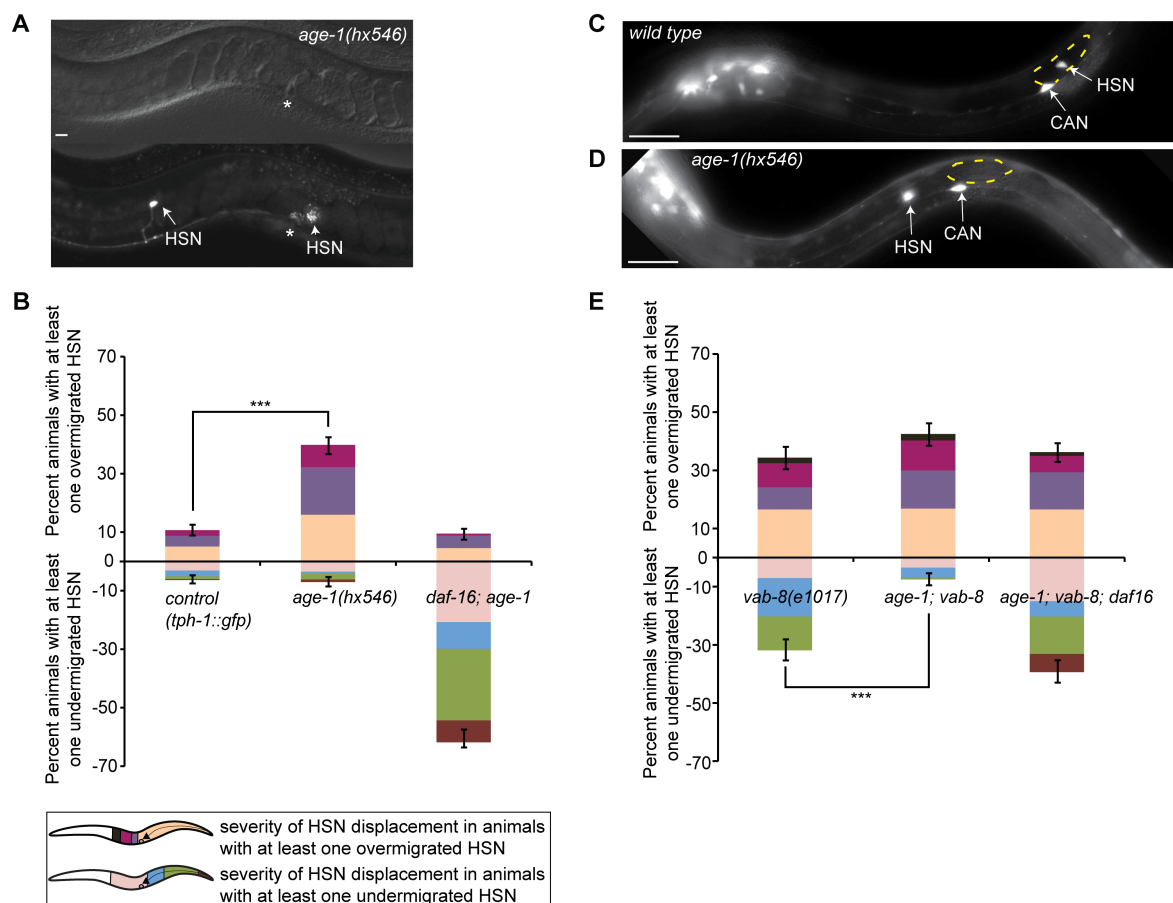 A
age-1(hx546)
*
HSN
*
HSN
C
wild type
HSN
CAN
D
age-1(hx546)
HSN
CAN
B
Percent animals with at least
one overmigrated HSN
Percent animals with at least
one undermigrated HSN
70
50
30
10
0
-10
-30
-50
-70
***
control
(tph-1::gfp)
age-1(hx546)
daf-16; age-1
E
Percent animals with at least
one overmigrated HSN
Percent animals with at least
one undermigrated HSN
70
50
30
10
0
-10
-30
-50
-70
vab-8(e1017)
age-1; vab-8
age-1; vab-8; daf16
***
severity of HSN displacement in animals
with at least one overmigrated HSN
severity of HSN displacement in animals
with at least one undermigrated HSN